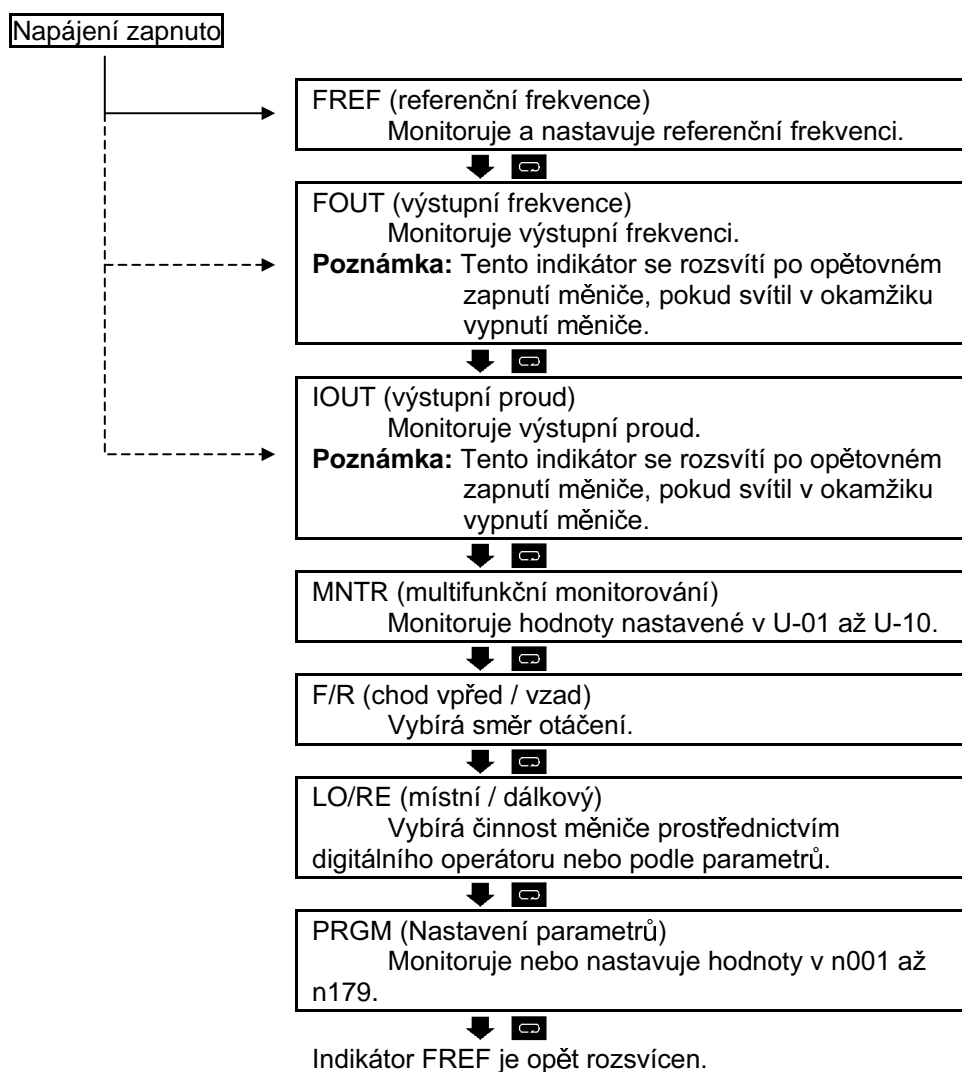 Napájení zapnuto
FREF (referenční frekvence)
Monitoruje a nastavuje referenční frekvenci.
FOUT (výstupní frekvence)
Monitoruje výstupní frekvenci.
Poznámka: Tento indikátor se rozsvítí po opětovném
zapnutí měniče, pokud svítil v okamžiku
vypnutí měniče.
IOUT (výstupní proud)
Monitoruje výstupní proud.
Poznámka: Tento indikátor se rozsvítí po opětovném
zapnutí měniče, pokud svítil v okamžiku
vypnutí měniče.
MNTR (multifunkční monitorování)
Monitoruje hodnoty nastavené v U-01 až U-10.
F/R (chod vpřed / vzad)
Vybírá směr otáčení.
LO/RE (místní / dálkový)
Vybírá činnost měniče prostřednictvím
digitálního operátoru nebo podle parametrů.
PRGM (Nastavení parametrů)
Monitoruje nebo nastavuje hodnoty v n001 až
n179.
Indikátor FREF je opět rozsvícen.